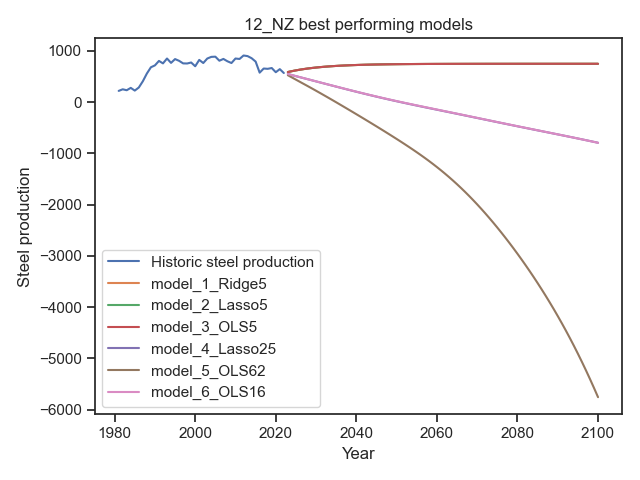 12_NZ best performing models
Steel production
1000
0
−1000
−2000
−3000
−4000
−5000
−6000
Historic steel production
model_1_Ridge5
model_2_Lasso5
model_3_OLS5
model_4_Lasso25
model_5_OLS62
model_6_OLS16
1980
2000
2020
2040
2060
2080
2100
Year